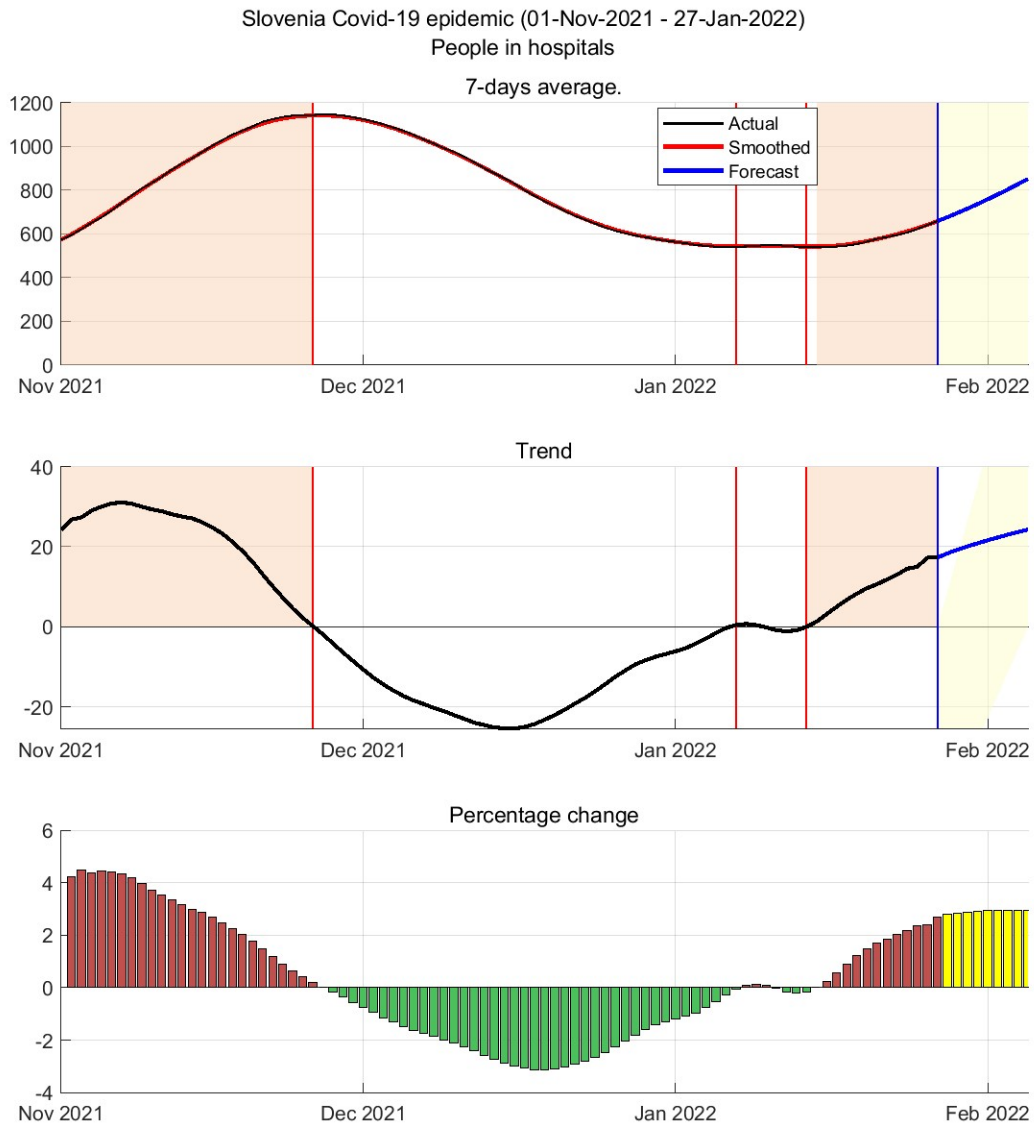 Slovenia Covid-19 epidemic (01-Nov-2021 - 27-Jan-2022)
People in hospitals
7-days average.
1200
1000
800
600
400
200
0
Actual
Smoothed
Forecast
Nov 2021
Dec 2021
Jan 2022
Feb 2022
Trend
40
20
0
-20
Nov 2021
Dec 2021
Jan 2022
Feb 2022
Percentage change
6
4
2
0
-2
-4
Nov 2021
Dec 2021
Jan 2022
Feb 2022